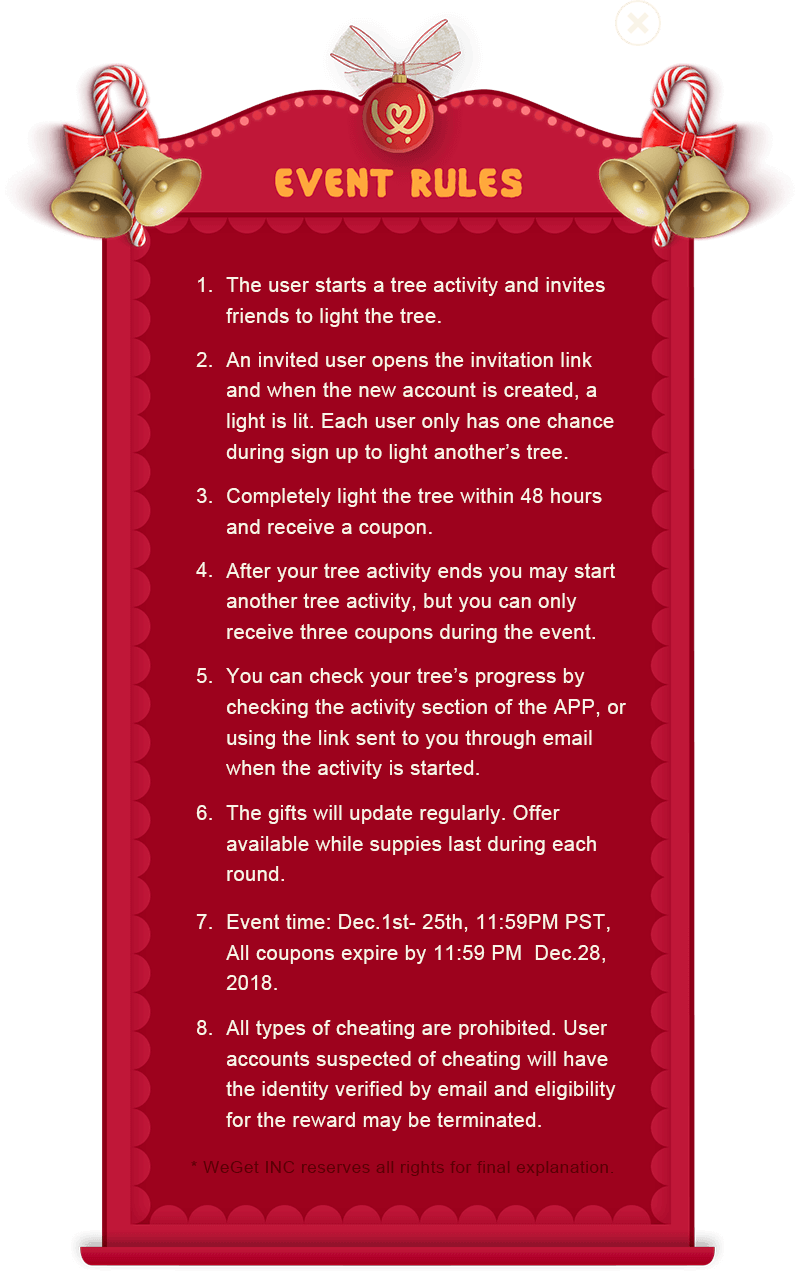 EVENT RULES
1. The user starts a tree activity and invites
friends to light the tree.
2. An invited user opens the invitation link
and when the new account is created, a
light is lit. Each user only has one chance
during sign up to light another’s tree.
3. Completely light the tree within 48 hours
and receive a coupon.
4. After your tree activity ends you may start
another tree activity, but you can only
receive three coupons during the event.
5. You can check your tree’s progress by
checking the activity section of the APP, or
using the link sent to you through email
when the activity is started.
6. The gifts will update regularly. Offer
available while suppies last during each
round.
7. Event time: Dec.1st- 25th, 11:59PM PST,
All coupons expire by 11:59 PM  Dec.28,
2018.
8. All types of cheating are prohibited. User
accounts suspected of cheating will have
the identity verified by email and eligibility
for the reward may be terminated.
* WeGet INC reserves all rights for final explanation.